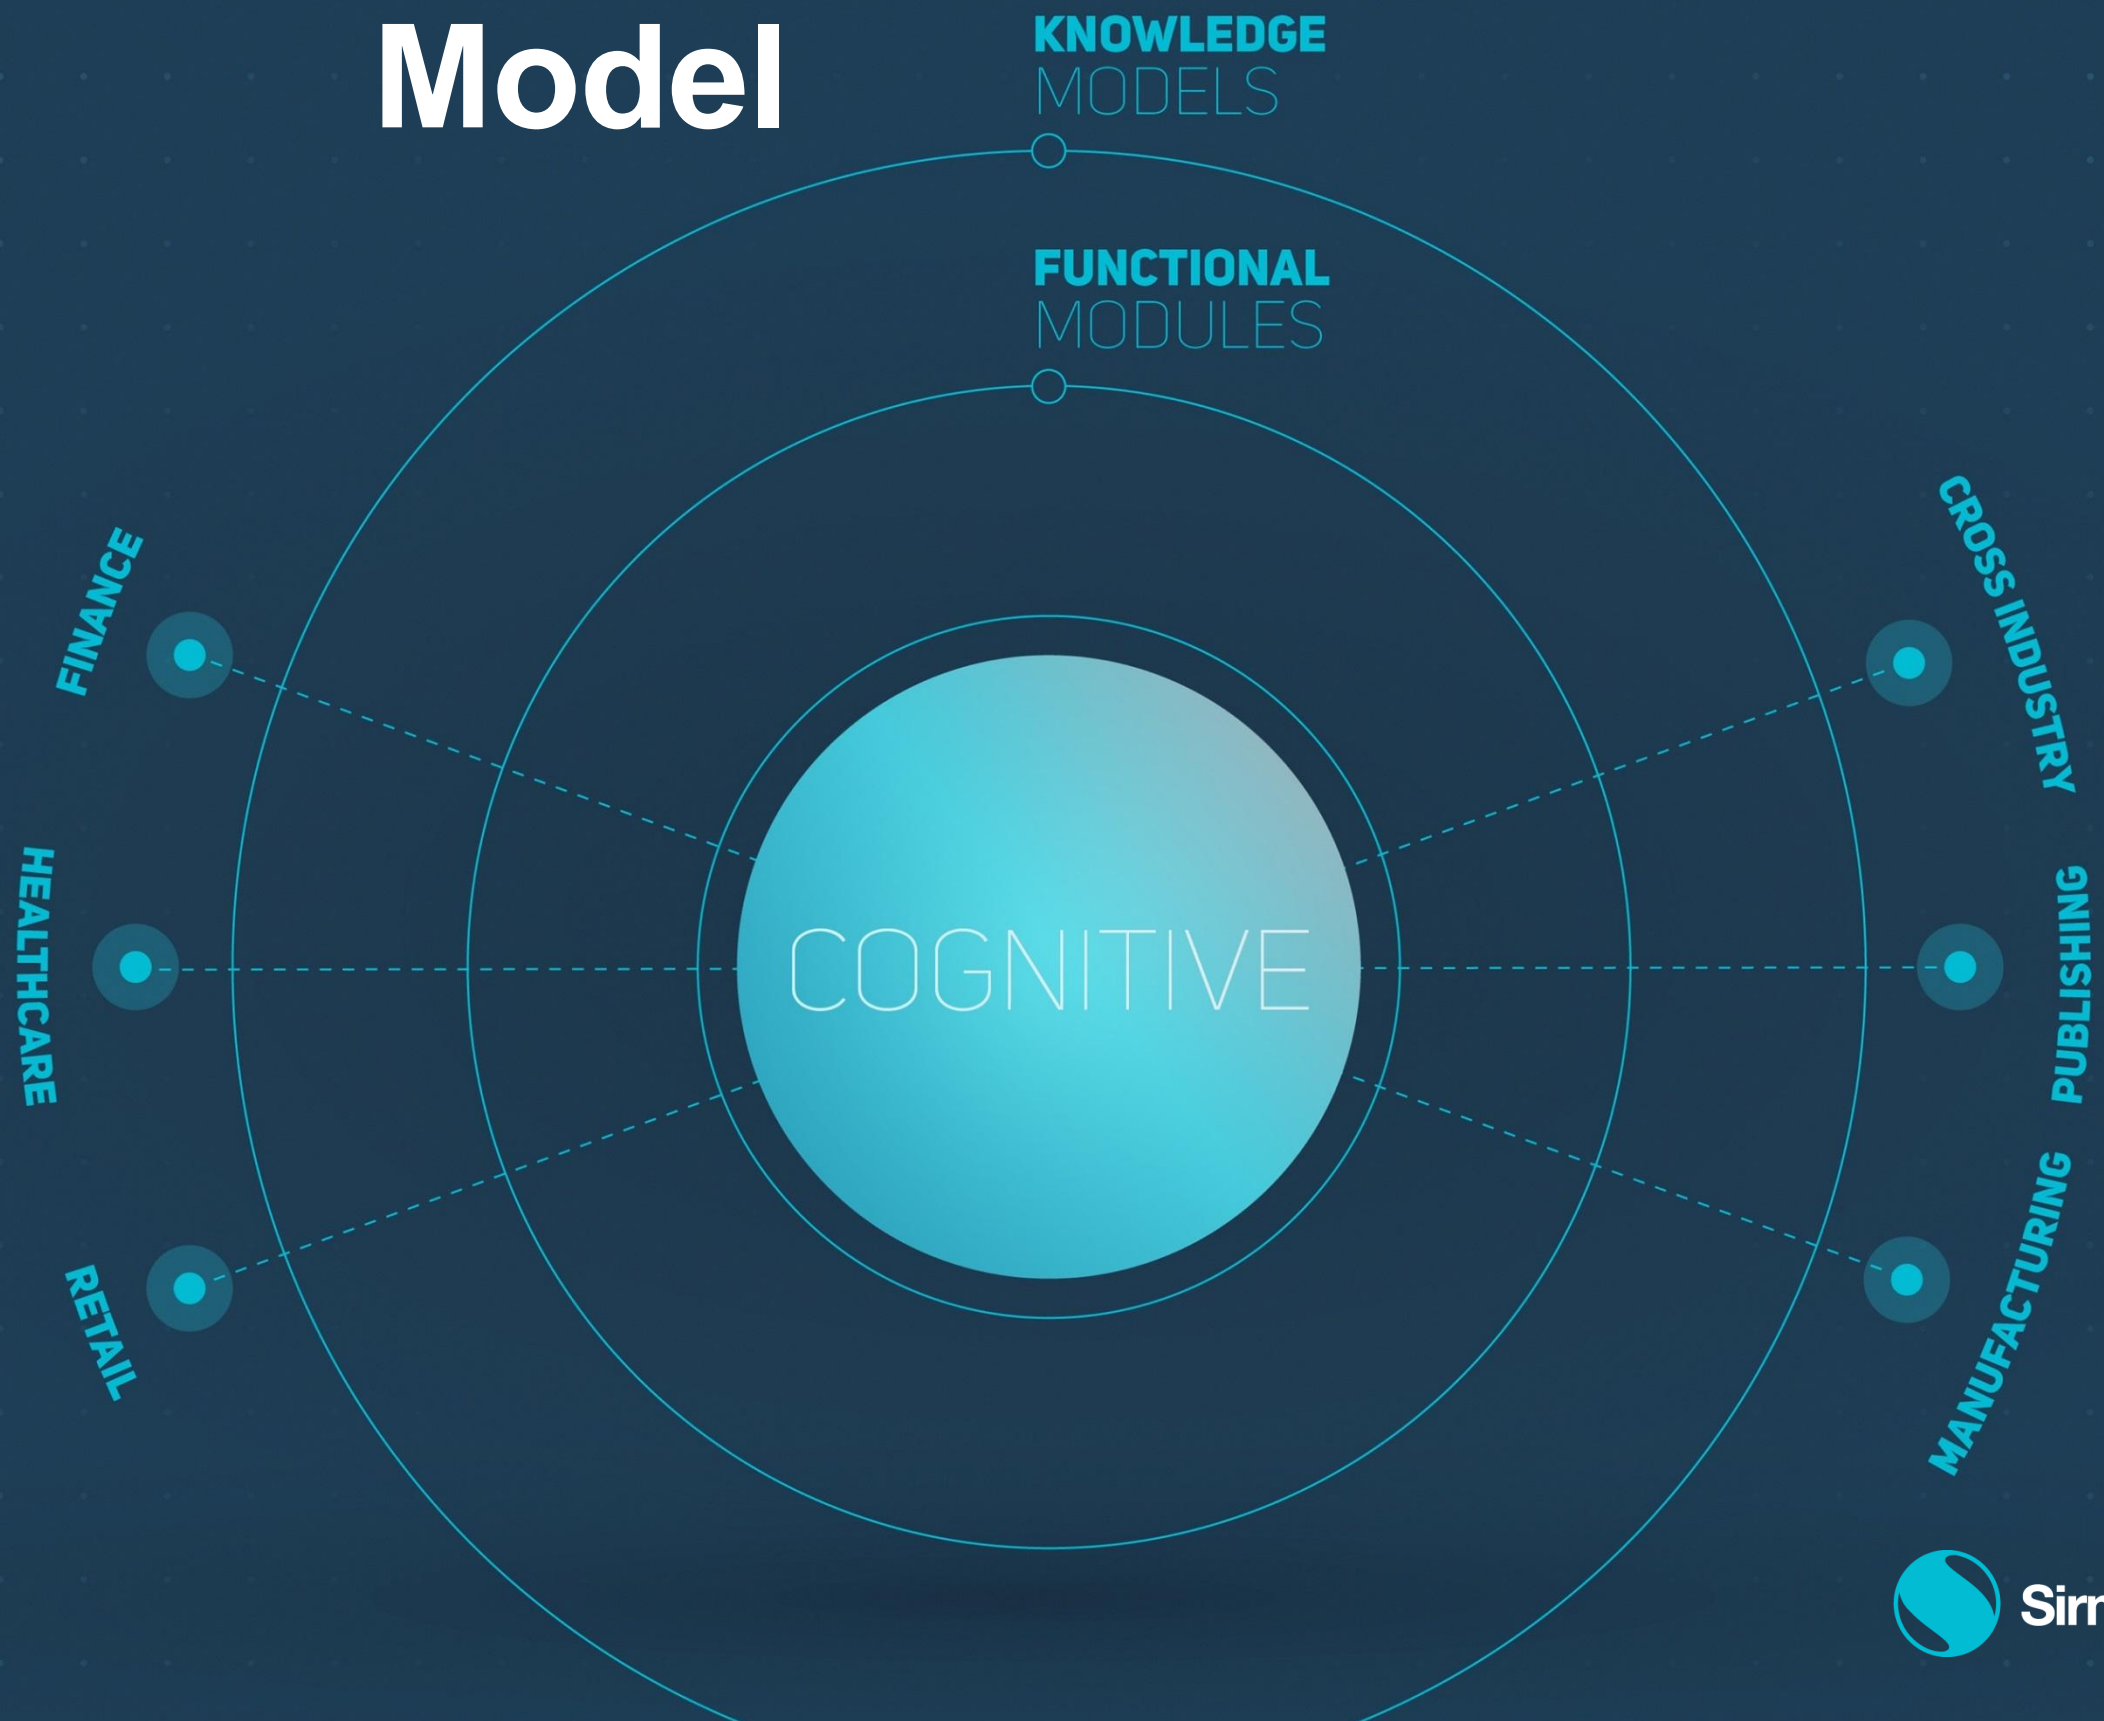 Model
KNOWLEDGE
MODELS
FUNCTIONAL
MODULES
FINANCE
CROSS INDUSTRY
HEALTHCARE
COGNITIVE
PUBLISHING
RETAIL
MANUFACTURING